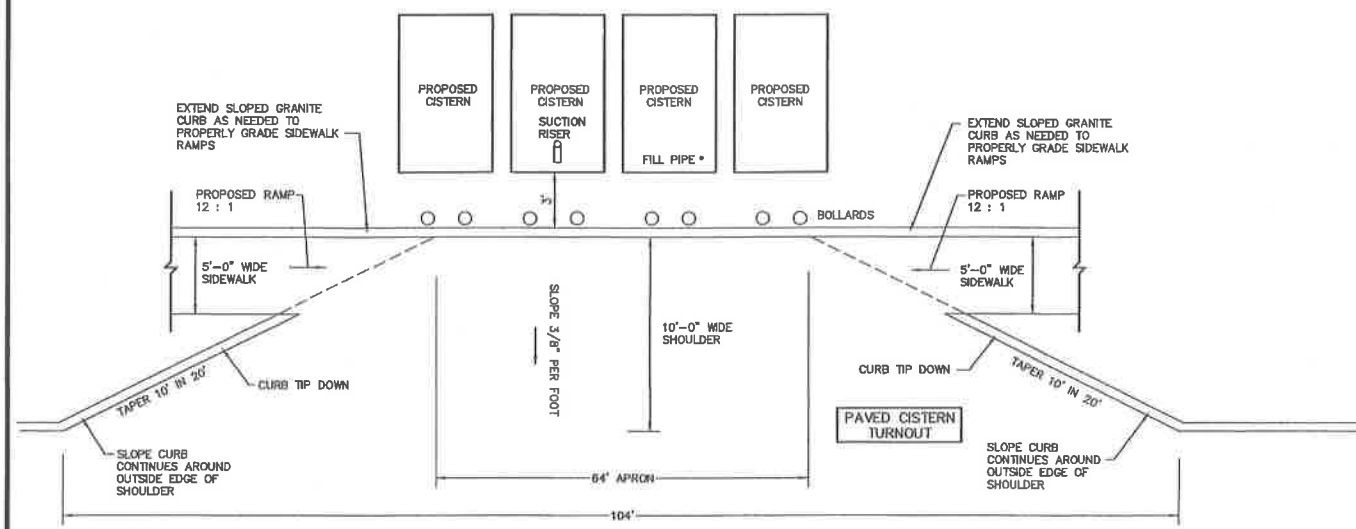 PROPOSED
CISTERN
PROPOSED
CISTERN
SUCTION
RISER
PROPOSED
CISTERN
FILL PIPE
PROPOSED
CISTERN
EXTEND SLOPED GRANITE
CURB AS NEEDED TO
PROPERLY GRADE SIDEWALK
RAMPS
EXTEND SLOPED GRANITE
CURB AS NEEDED TO
PROPERLY GRADE SIDEWALK
RAMPS
PROPOSED RAMP
12 : 1
5'
PROPOSED RAMP
12 : 1
BOLLARDS
5'-0" WIDE
SIDEWALK
5'-0" WIDE
SIDEWALK
SLOPE 3/8" PER FOOT
10'-0" WIDE
SHOULDER
CURB TIP DOWN
TAPER 10' IN 20'
CURB TIP DOWN
TAPER 10' IN 20'
PAVED CISTERN
TURNOUT
SLOPE CURB
CONTINUES AROUND
OUTSIDE EDGE OF
SHOULDER
SLOPE CURB
CONTINUES AROUND
OUTSIDE EDGE OF
SHOULDER
64' APRON
104'